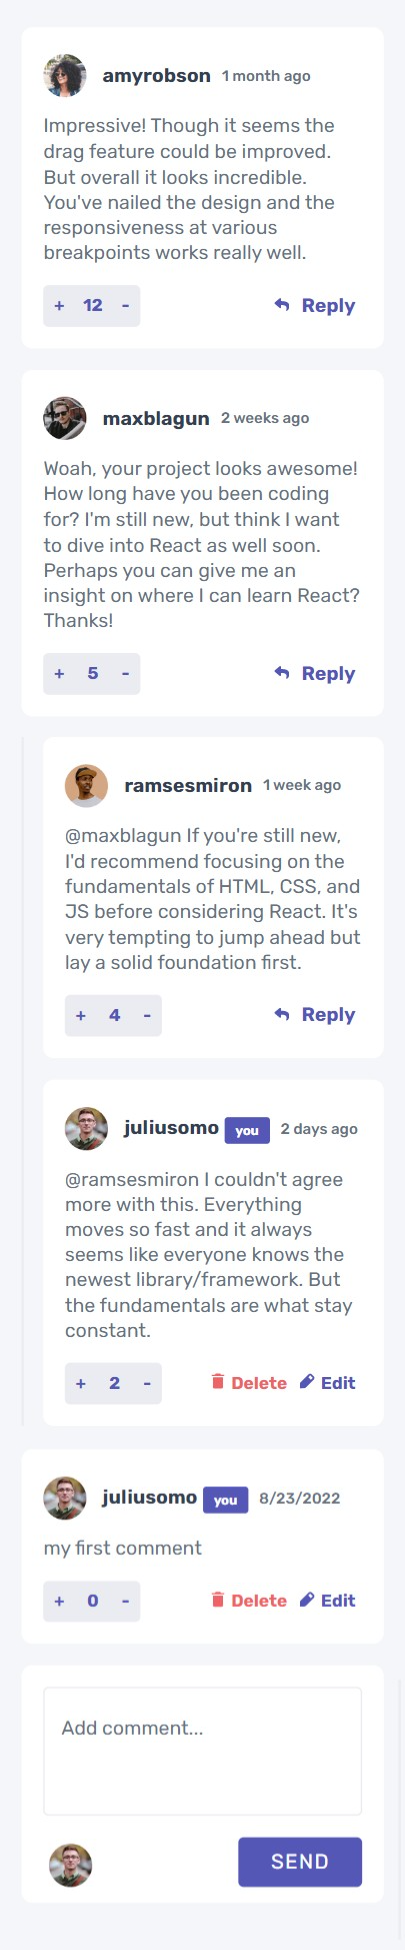 amyrobson 1 month ago
Impressive! Though it seems the
drag feature could be improved.
But overall it looks incredible.
You've nailed the design and the
responsiveness at various
breakpoints works really well.
+ 12 - Reply
maxblagun 2 weeks ago
Woah, your project looks awesome!
How long have you been coding
for? I'm still new, but think I want
to dive into React as well soon.
Perhaps you can give me an
insight on where I can learn React?
Thanks!
+ 5 - Reply
ramsesmiron 1 week ago
@maxblagun If you're still new,
I'd recommend focusing on the
fundamentals of HTML, CSS, and
JS before considering React. It's
very tempting to jump ahead but
lay a solid foundation first.
+ 4 - Reply
juliusomo you 2 days ago
@ramsesmiron I couldn't agree
more with this. Everything
moves so fast and it always
seems like everyone knows the
newest library/framework. But
the fundamentals are what stay
constant.
+ 2 - Delete Edit
juliusomo you 8/23/2022
my first comment
+ 0 - Delete Edit
Add comment...
SEND